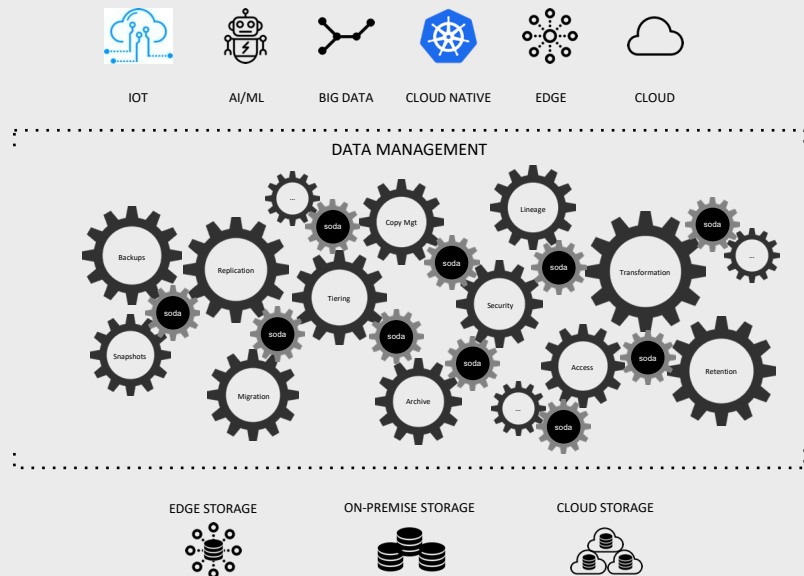 IOT
AI/ML
BIG DATA
CLOUD NATIVE
EDGE
CLOUD
DATA MANAGEMENT
...
soda
Copy Mgt
Lineage
soda
Backups
Replication
soda
soda
Transformation
...
Tiering
Security
soda
soda
soda
Snapshots
soda
soda
Access
soda
Retention
Migration
Archive
...
soda
EDGE STORAGE
ON-PREMISE STORAGE
CLOUD STORAGE